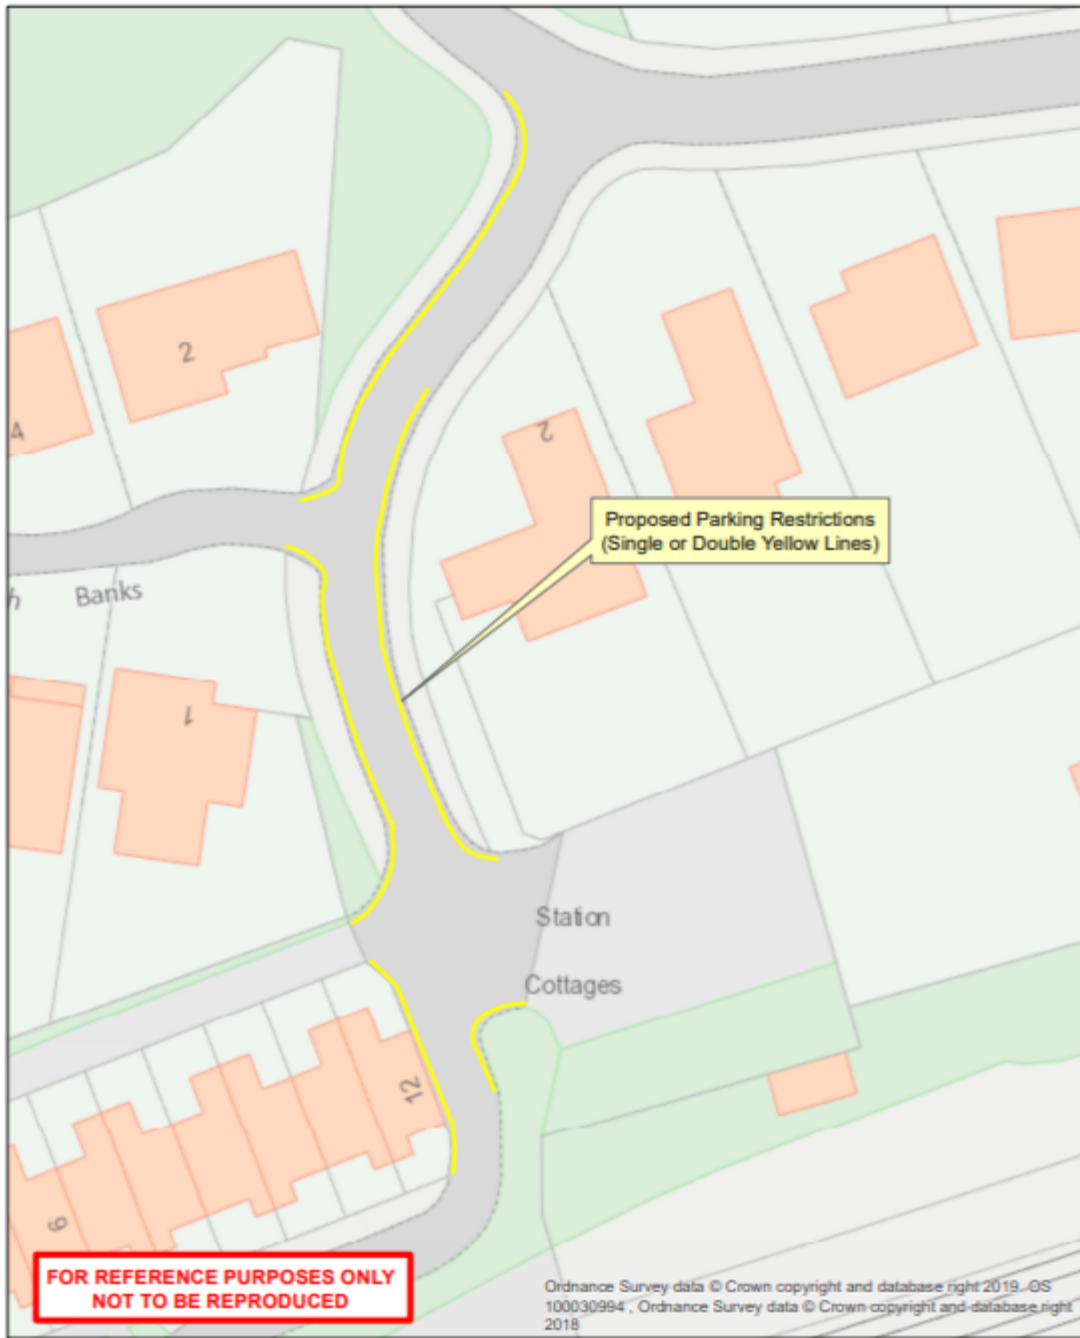 2
4
2
Proposed Parking Restrictions
(Single or Double Yellow Lines)
h Banks
1
Station
Cottages
12
6
FOR REFERENCE PURPOSES ONLY
NOT TO BE REPRODUCED
Ordnance Survey data © Crown copyright and database right 2019. OS
100030994 , Ordnance Survey data © Crown copyright and database right
2018